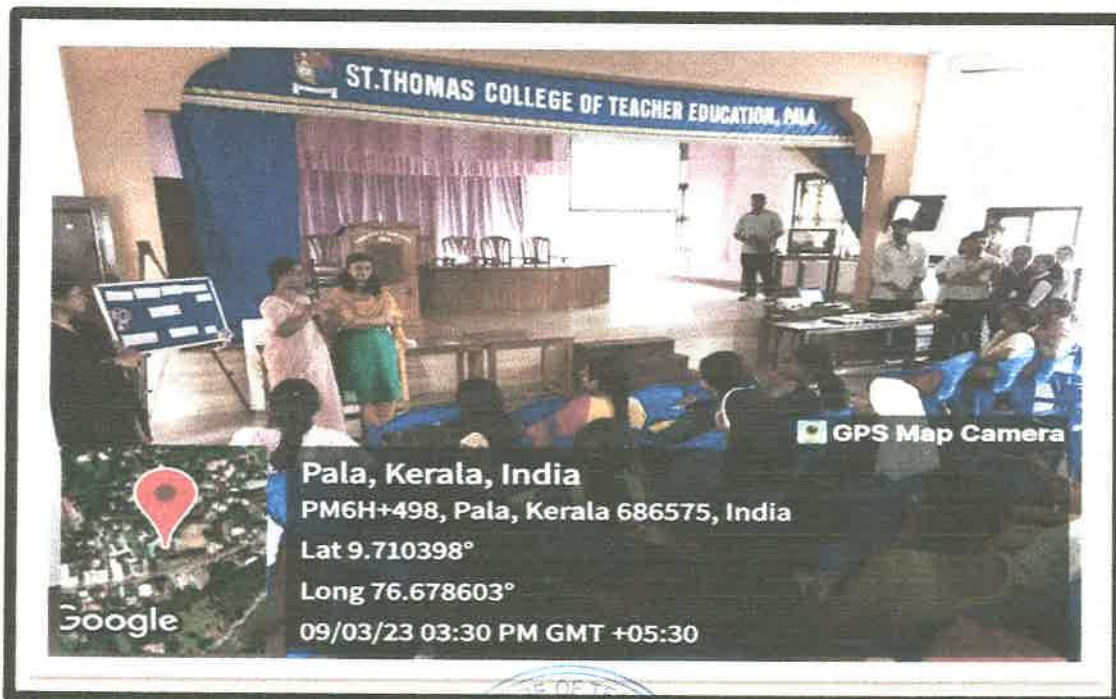 ST.THOMAS COLLEGE OF TEACHER EDUCATION, PALA
GPS Map Camera
Pala, Kerala, India
PM6H+498, Pala, Kerala 686575, India
Lat 9.710398°
Long 76.678603°
09/03/23 03:30 PM GMT +05:30
Google
OF